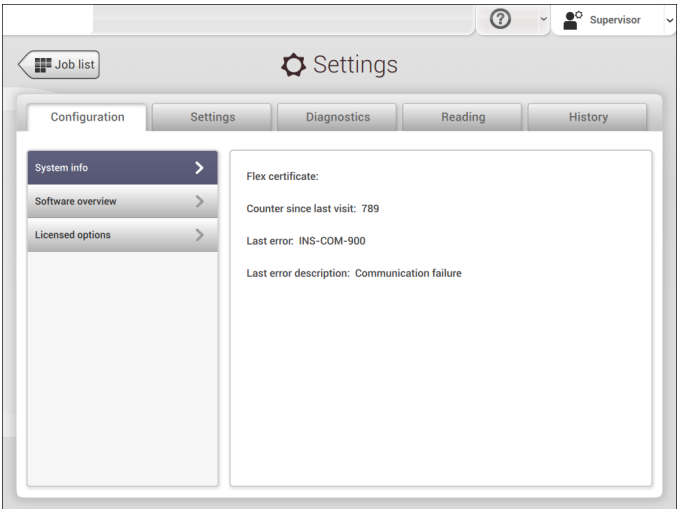 Supervisor
Job list
Settings
Configuration
Settings
Diagnostics
Reading
History
System info
Software overview
Licensed options
Flex certificate:
Counter since last visit: 789
Last error: INS-COM-900
Last error description: Communication failure